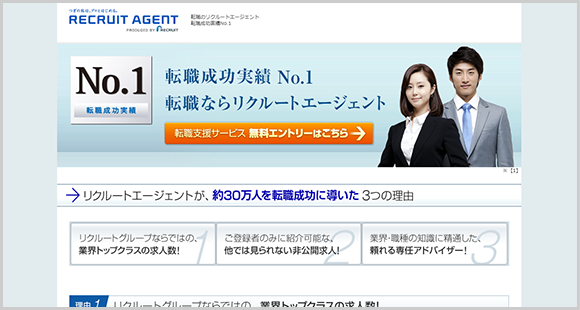 つぎの私は、プロとはじめる。
RECRUIT AGENT
PRODUCED BY RECRUIT
転職のリクルートエージェント
転職成功実績No.1
No.1
転職成功実績
転職成功実績 No.1
転職ならリクルートエージェント
転職支援サービス 無料エントリーはこちら
※【1】
リクルートエージェントが、約30万人を転職成功に導いた 3つの理由
リクルートグループならではの、
業界トップクラスの求人数!
1
ご登録者のみに紹介可能な、
他では見られない非公開求人!
2
業界・職種の知識に精通した、
頼れる専任アドバイザー!
3
理由 1
リクルートグループならではの、業界トップクラスの求人数!